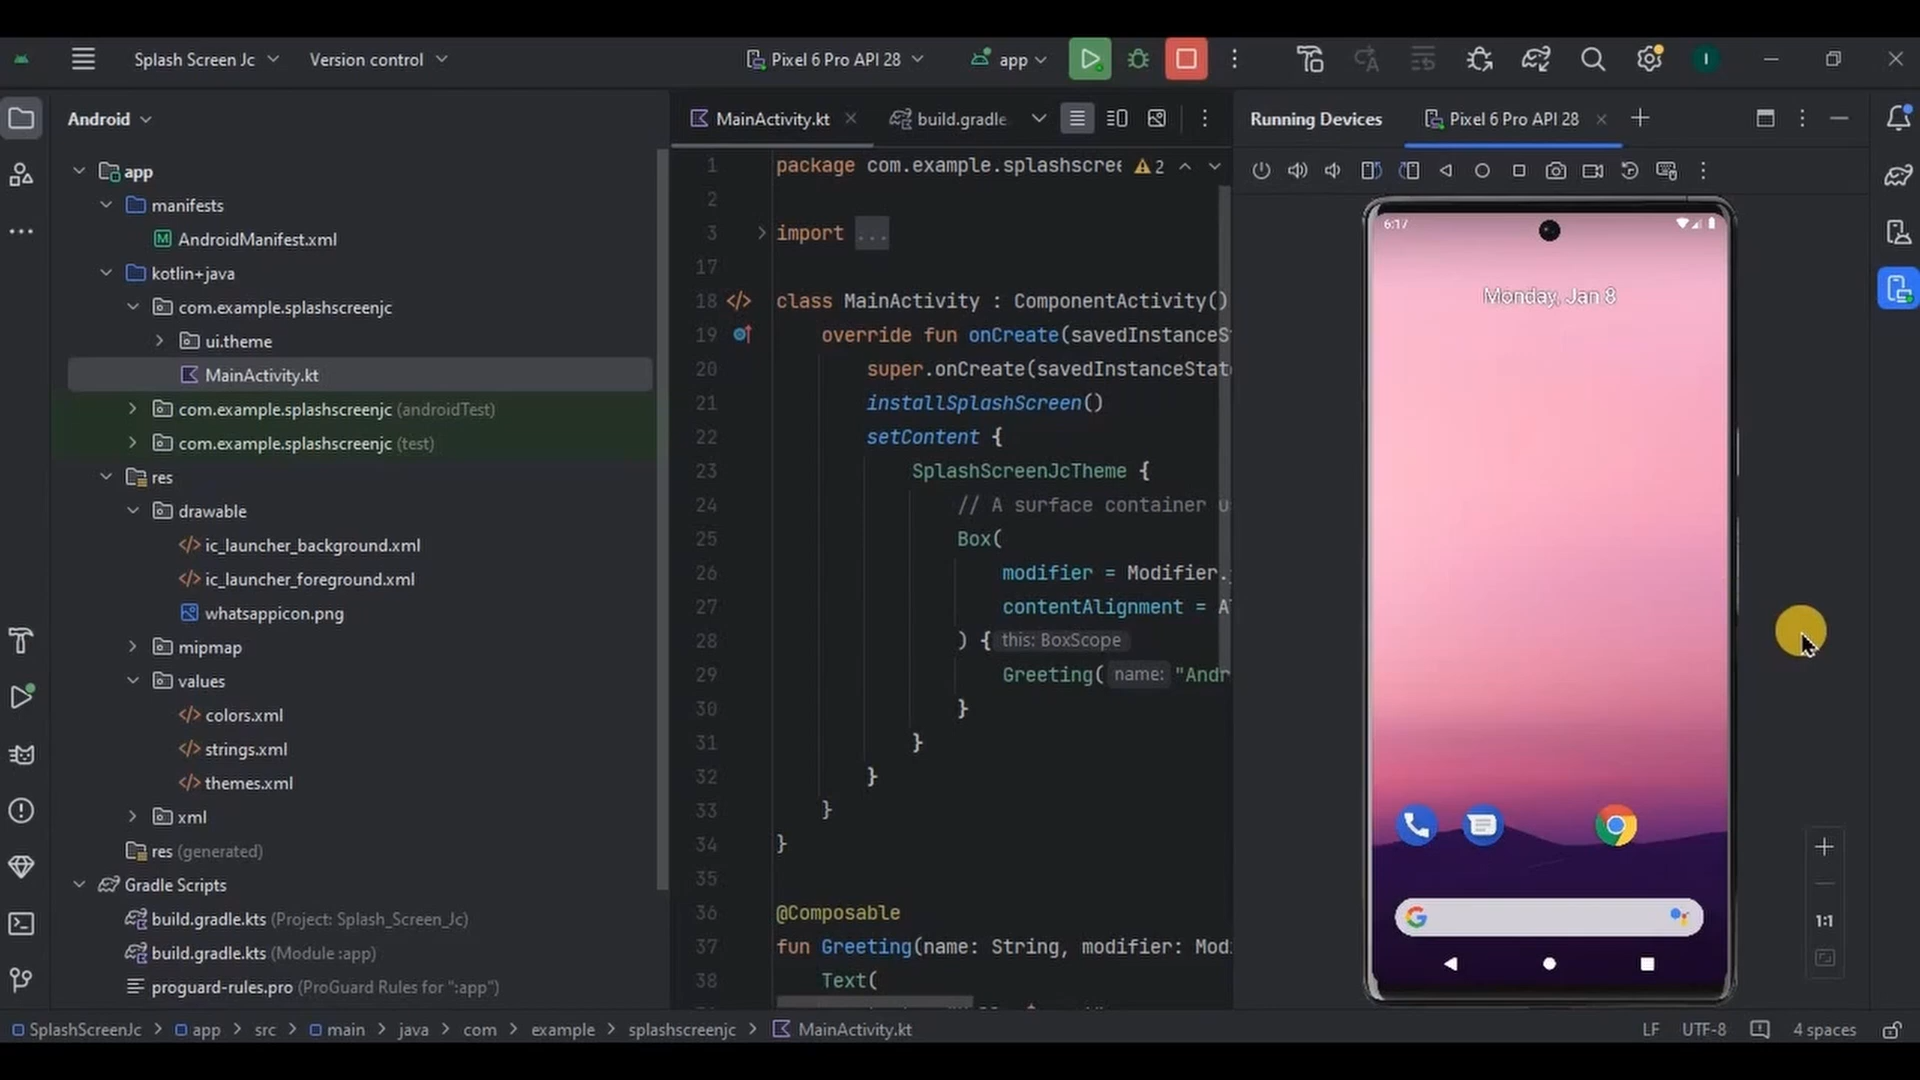 Splash Screen Jc
Version control
Pixel 6 Pro API 28
app
I
Android
app
manifests
AndroidManifest.xml
kotlin+java
com.example.splashscreenjc
ui.theme
MainActivity.kt
com.example.splashscreenjc (androidTest)
com.example.splashscreenjc (test)
res
drawable
ic_launcher_background.xml
ic_launcher_foreground.xml
whatsappicon.png
mipmap
values
colors.xml
strings.xml
themes.xml
xml
res (generated)
Gradle Scripts
build.gradle.kts (Project: Splash_Screen_Jc)
build.gradle.kts (Module :app)
proguard-rules.pro (ProGuard Rules for ":app")
MainActivity.kt
build.gradle
1 package com.example.splashscree 2
2
3 import ...
17
18 class MainActivity : ComponentActivity()
19 override fun onCreate(savedInstanceS
20 super.onCreate(savedInstanceStat
21 installSplashScreen()
22 setContent {
23 SplashScreenJcTheme {
24 // A surface container u
25 Box(
26 modifier = Modifier.
27 contentAlignment = A
28 ) { this: BoxScope
29 Greeting( name: "Andr
30 }
31 }
32 }
33 }
34 }
35
36 @Composable
37 fun Greeting(name: String, modifier: Mod
38 Text(
Running Devices
Pixel 6 Pro API 28
6:17
Monday, Jan 8
G
1:1
SplashScreenJc > app > src > main > java > com > example > splashscreenjc > MainActivity.kt
LF UTF-8 4 spaces